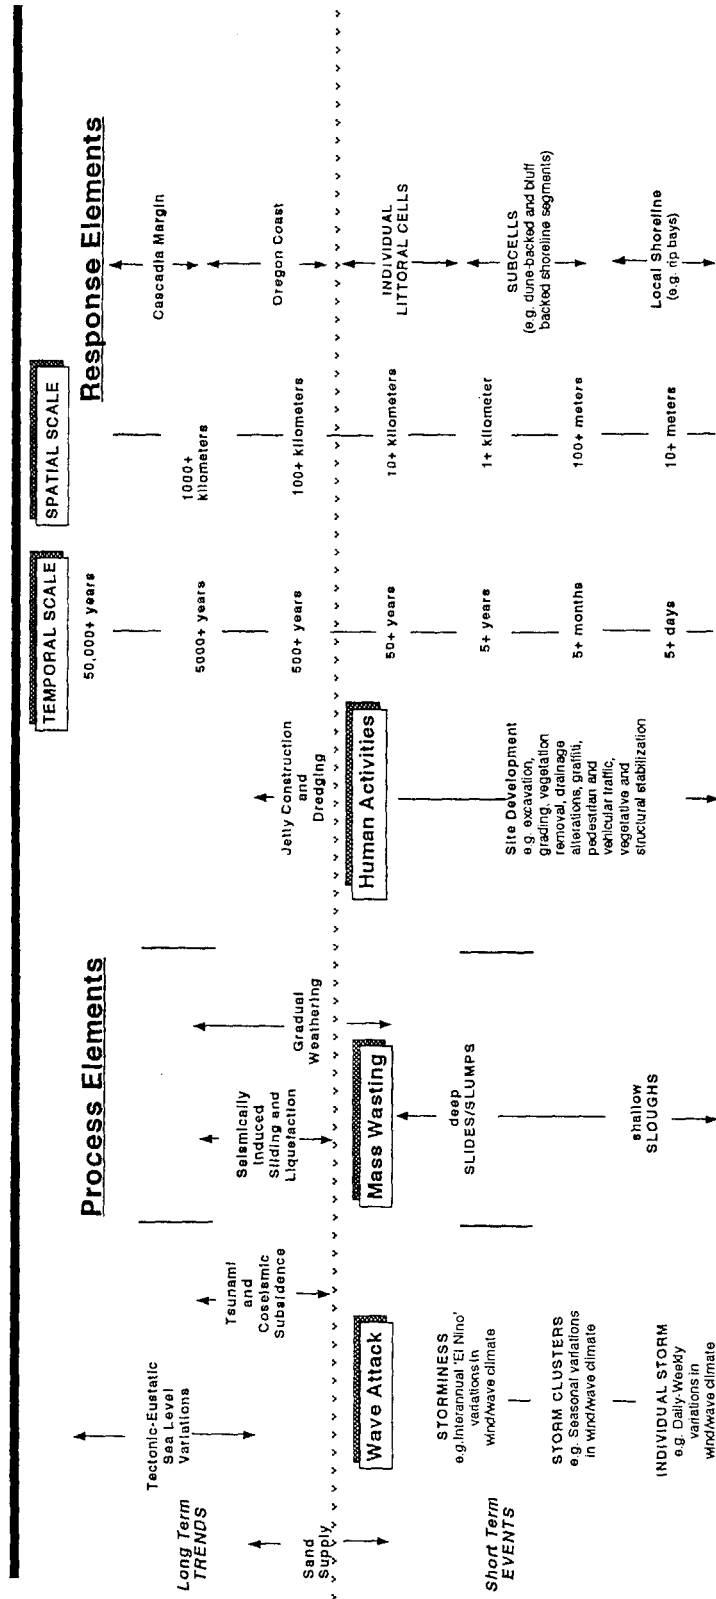 Process Elements
Response Elements
TEMPORAL SCALE
SPATIAL SCALE
Long Term
TRENDS
Tectonic-Eustatic
Sea Level
Variations
Tsunami
and
Coseismic
Subsidence
Seismically
Induced
Sliding and
Liquefaction
Gradual
Weathering
Jetty Construction
and
Dredging
50,000+ years
5000+ years
500+ years
1000+
kilometers
100+ kilometers
Cascadia Margin
Oregon Coast
Sand
Supply
Wave Attack
Mass Wasting
Human Activities
50+ years
10+ kilometers
INDIVIDUAL
LITTORAL CELLS
Short Term
EVENTS
STORMINESS
e.g.Interannual 'El Nino'
variations in
wind/wave climate
STORM CLUSTERS
e.g. Seasonal variations
in wind/wave climate
INDIVIDUAL STORM
e.g. Daily-Weekly
variations in
wind/wave climate
deep
SLIDES/SLUMPS
shallow
SLOUGHS
Site Development
e.g. excavation,
grading, vegetation
removal, drainage
alterations, graffiti,
pedestrian and
vehicular traffic,
vegetative and
structural stabilization
5+ years
5+ months
5+ days
1+ kilometer
100+ meters
10+ meters
SUBCELLS
(e.g. dune-backed and bluff
backed shoreline segments)
Local Shoreline
(e.g. rip bays)